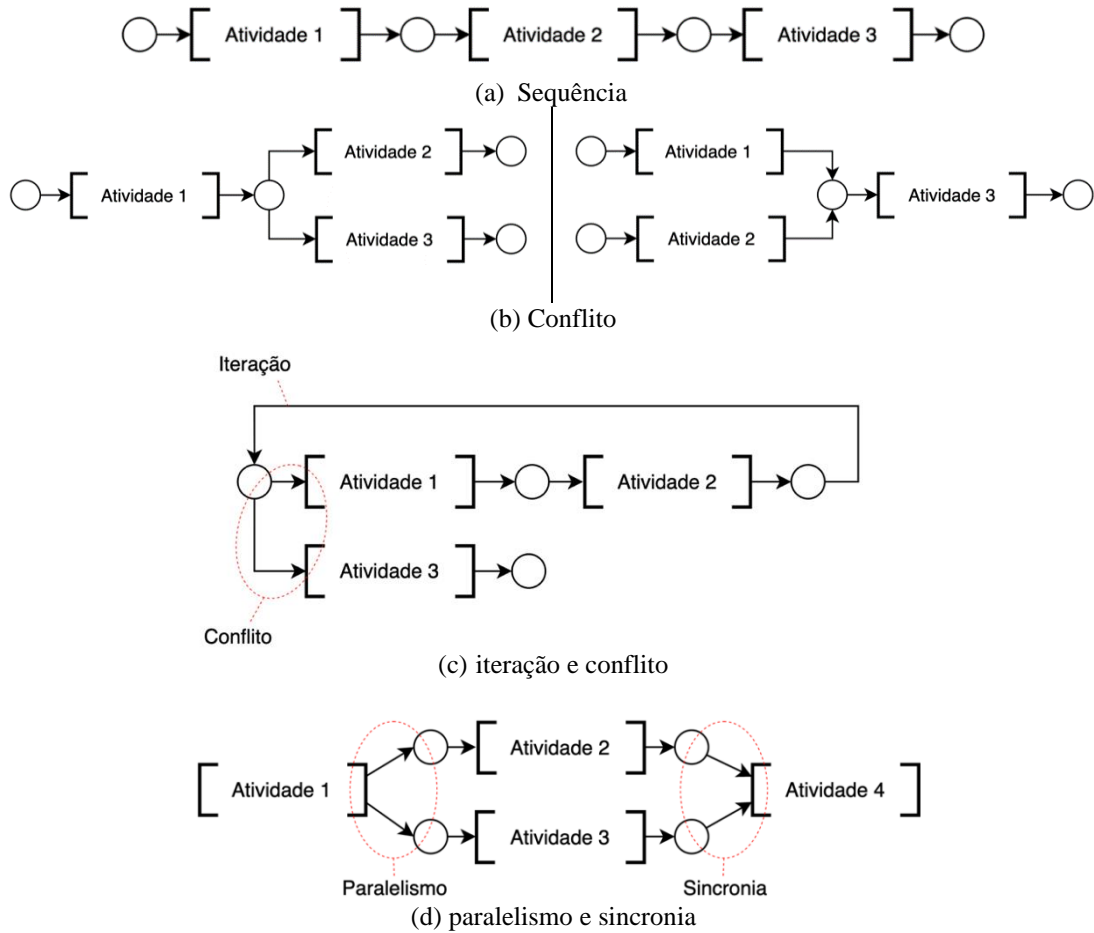 Atividade 1 Atividade 2 Atividade 3
(a) Sequência
Atividade 2
Atividade 1
Atividade 3
Atividade 1
Atividade 3
Atividade 2
(b) Conflito
Iteração
Atividade 1 Atividade 2
Atividade 3
Conflito
(c) iteração e conflito
Atividade 2
Atividade 1 Atividade 4
Atividade 3
Paralelismo Sincronia
(d) paralelismo e sincronia